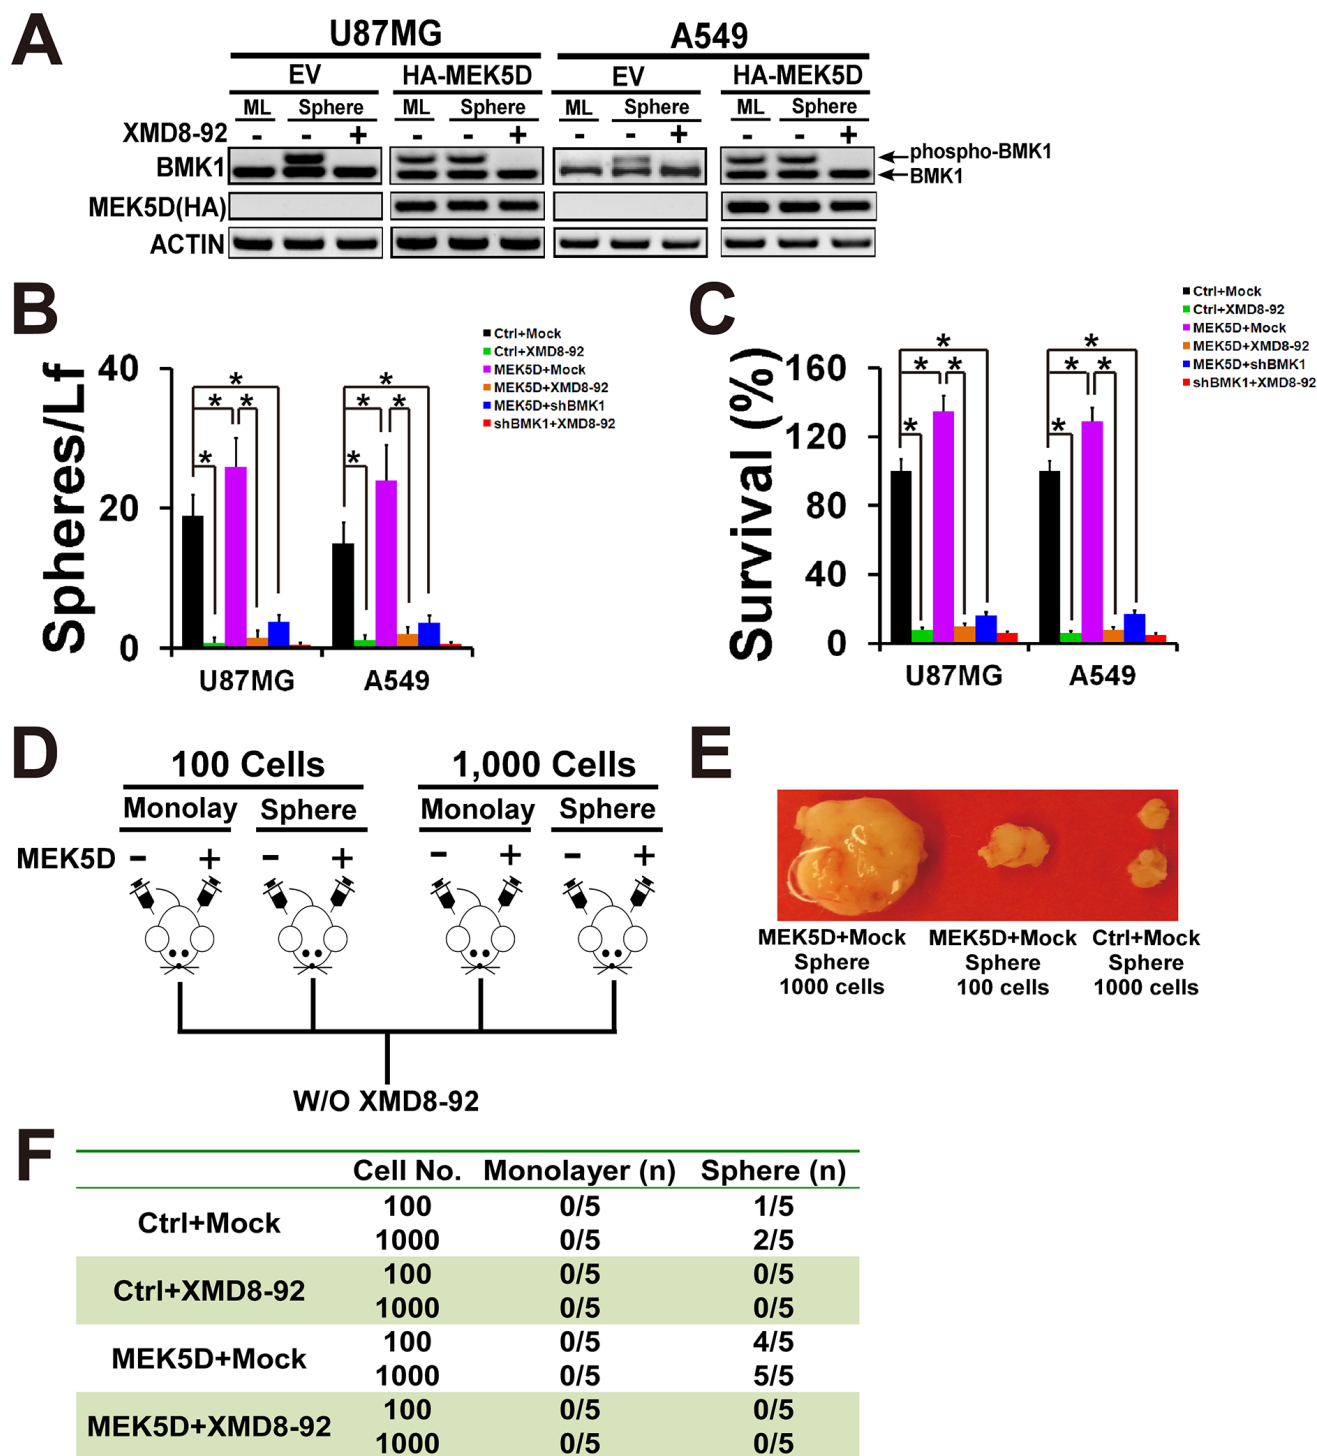 A
U87MG A549
EV HA-MEK5D EV HA-MEK5D
ML Sphere ML Sphere ML Sphere ML Sphere
XMD8-92 - - + - - + - - + - - +
BMK1 phospho-BMK1
BMK1
MEK5D(HA)
ACTIN
B
Spheres/Lf
40
20
0
Ctrl+Mock
Ctrl+XMD8-92
MEK5D+Mock
MEK5D+XMD8-92
MEK5D+shBMK1
shBMK1+XMD8-92
*
* *
*
*
* *
*
U87MG A549
C
Survival (%)
160
120
80
40
0
Ctrl+Mock
Ctrl+XMD8-92
MEK5D+Mock
MEK5D+XMD8-92
MEK5D+shBMK1
shBMK1+XMD8-92
*
* *
*
*
* *
*
U87MG A549
D
100 Cells 1,000 Cells
Monolay Sphere Monolay Sphere
MEK5D - + - + - + - +
W/O XMD8-92
E
MEK5D+Mock
Sphere
1000 cells
MEK5D+Mock
Sphere
100 cells
Ctrl+Mock
Sphere
1000 cells
F
Cell No. Monolayer (n) Sphere (n)
Ctrl+Mock
100 0/5 1/5
1000 0/5 2/5
Ctrl+XMD8-92
100 0/5 0/5
1000 0/5 0/5
MEK5D+Mock
100 0/5 4/5
1000 0/5 5/5
MEK5D+XMD8-92
100 0/5 0/5
1000 0/5 0/5